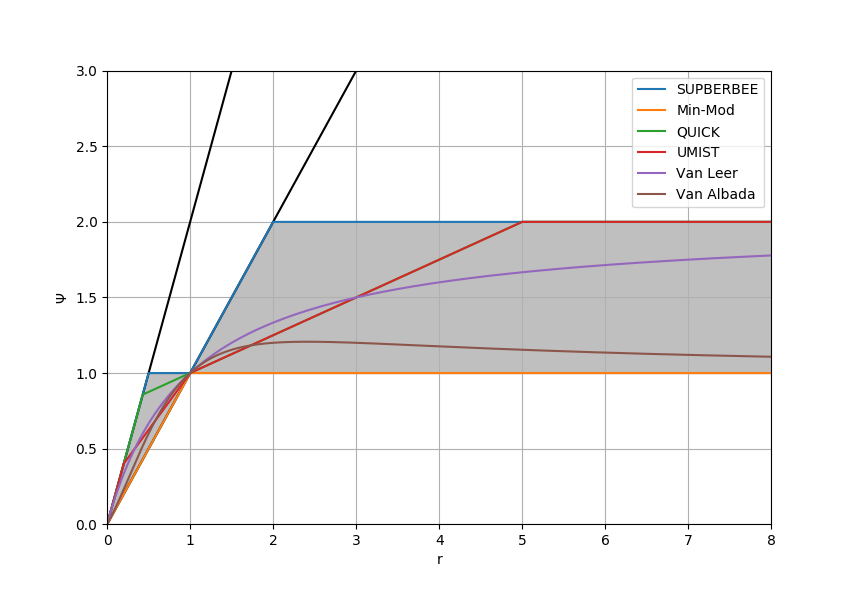 3.0
2.5
2.0
1.5
1.0
0.5
0.0
Ψ
0 1 2 3 4 5 6 7 8
r
SUPBERBEE
Min-Mod
QUICK
UMIST
Van Leer
Van Albada